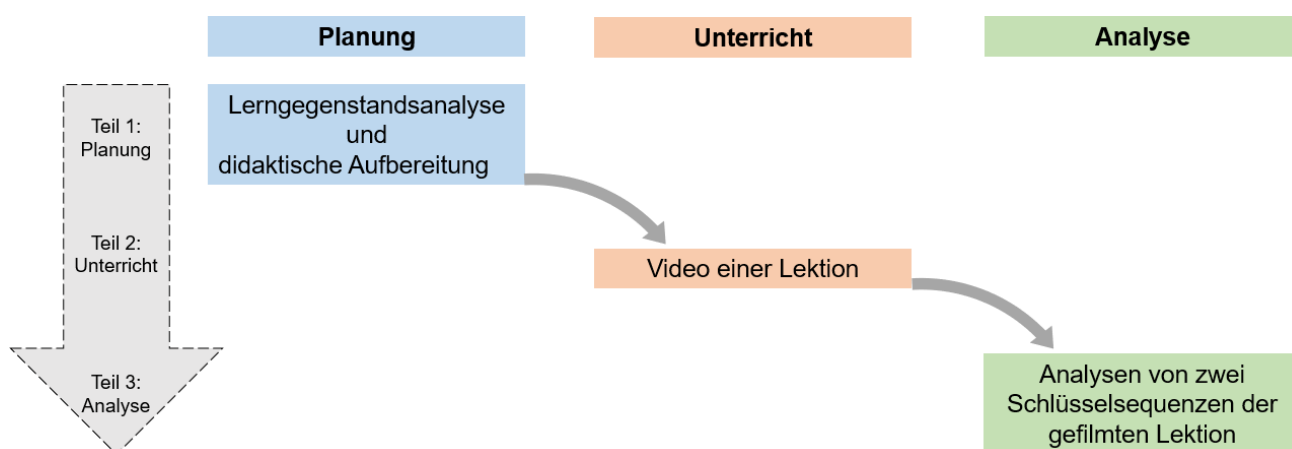 Planung
Unterricht
Analyse
Teil 1:
Planung
Lerngegenstandsanalyse
und
didaktische Aufbereitung
Teil 2:
Unterricht
Video einer Lektion
Teil 3:
Analyse
Analysen von zwei
Schlüsselsequenzen der
gefilmten Lektion